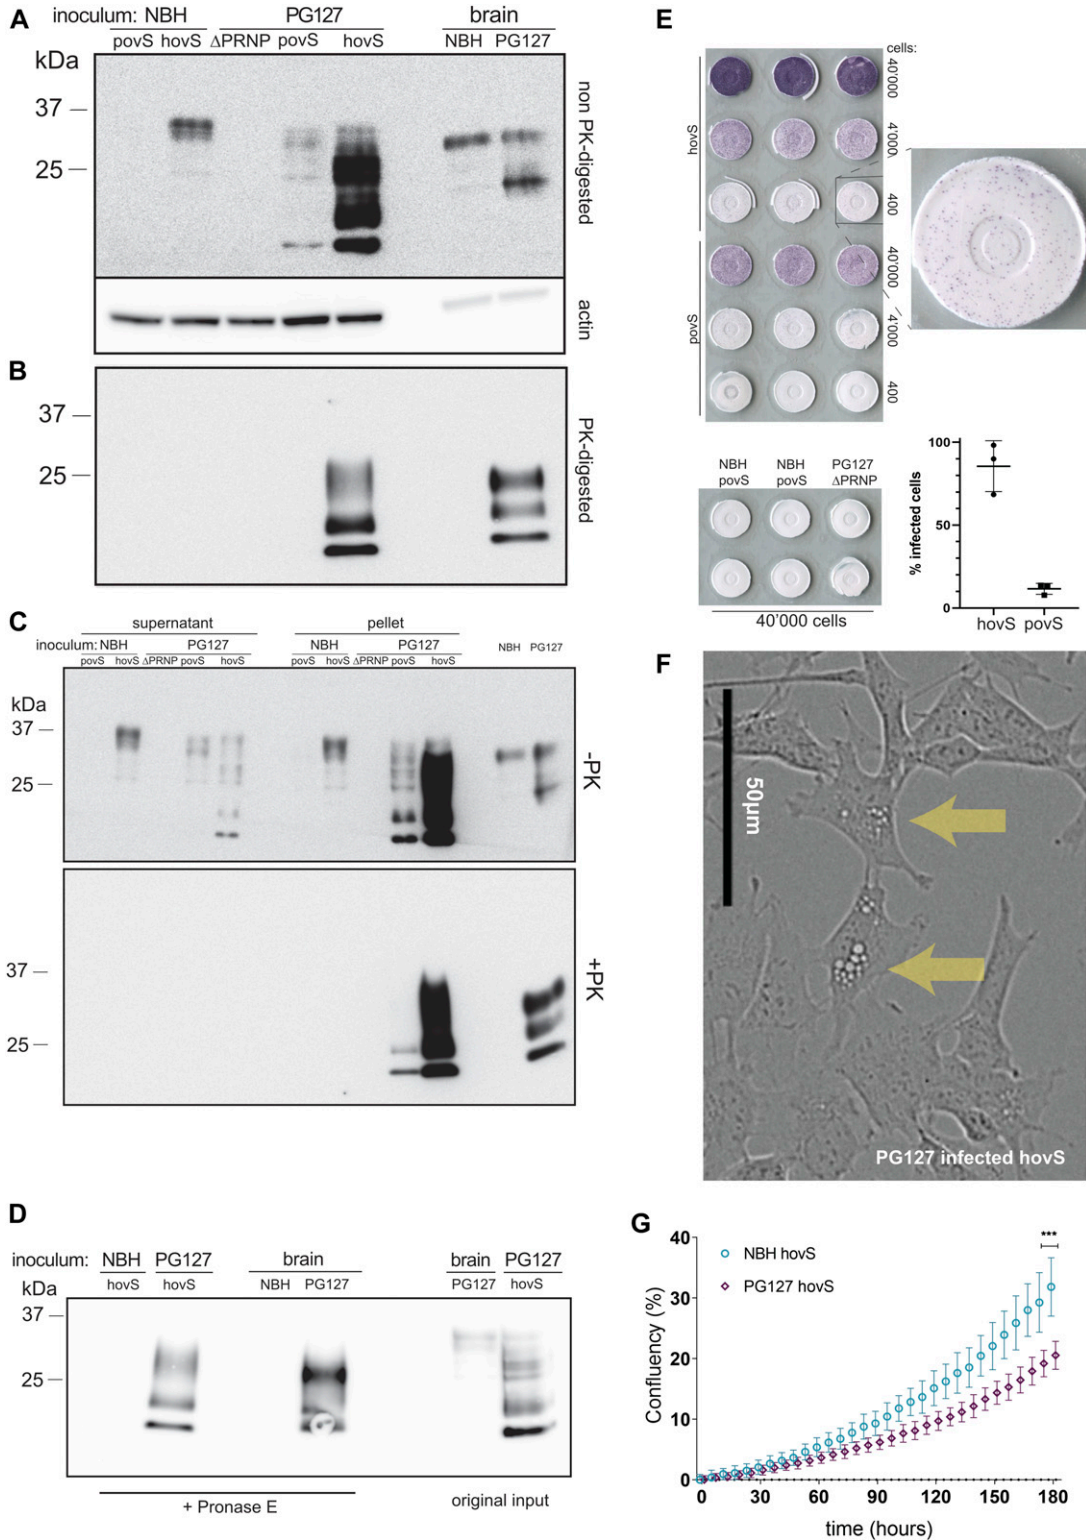 A
inoculum: NBH PG127 brain
povS hovS ΔPRNP povS hovS NBH PG127
kDa
37
25
non PK-digested
actin
B
37
25
PK-digested
C
supernatant pellet
inoculum: NBH PG127 NBH PG127 NBH PG127
povS hovS ΔPRNP povS hovS povS hovS ΔPRNP povS hovS
kDa
37
25
-PK
37
25
+PK
D
inoculum: NBH PG127 brain brain PG127
hovS hovS NBH PG127 PG127 hovS
kDa
37
25
+ Pronase E original input
E
cells:
40'000
4'000
400
40'000
4'000
400
hovS
povS
NBH NBH PG127
povS povS ΔPRNP
40'000 cells
% infected cells
100
50
0
hovS povS
F
50µm
PG127 infected hovS
G
Confluency (%)
40
30
20
10
0
NBH hovS
PG127 hovS
***
0 30 60 90 120 150 180
time (hours)